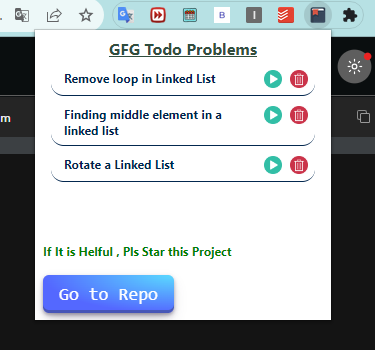 GFG Todo Problems
Remove loop in Linked List
Finding middle element in a
linked list
Rotate a Linked List
m
If It is Helful , Pls Star this Project
Go to Repo